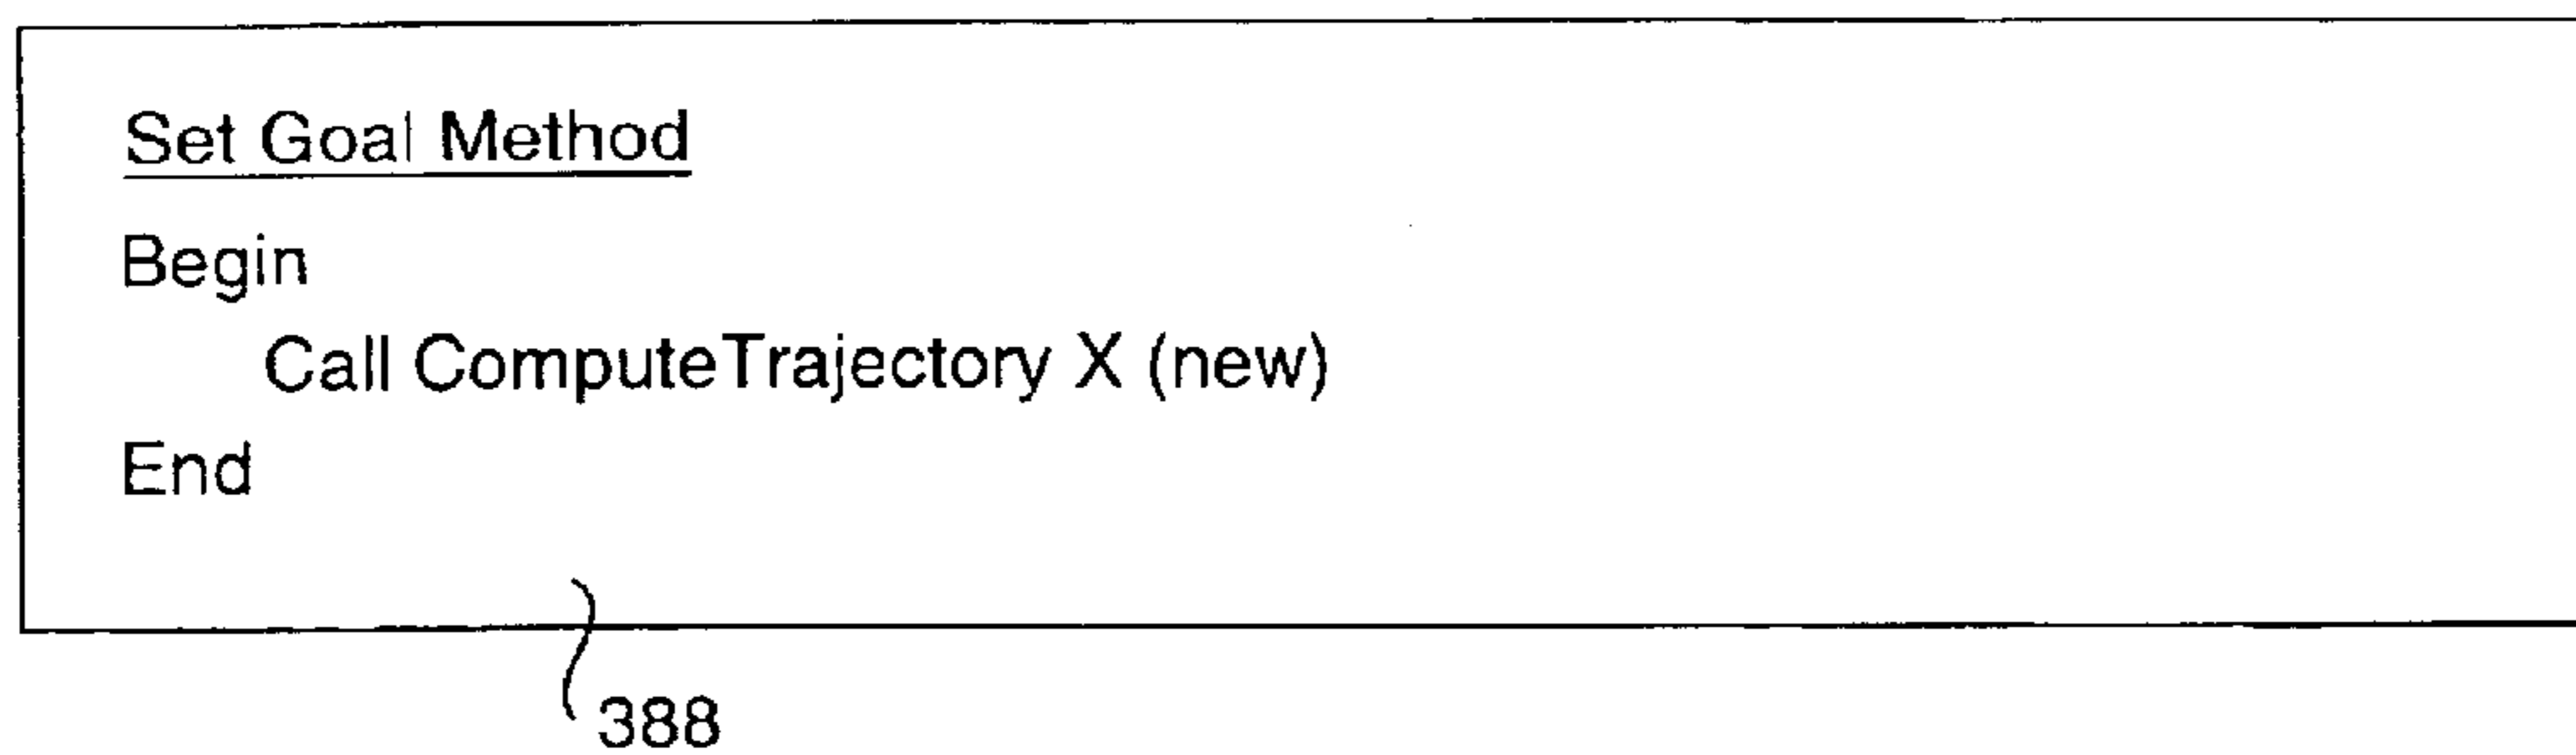 Set Goal Method
Begin
Call ComputeTrajectory X (new)
End
388